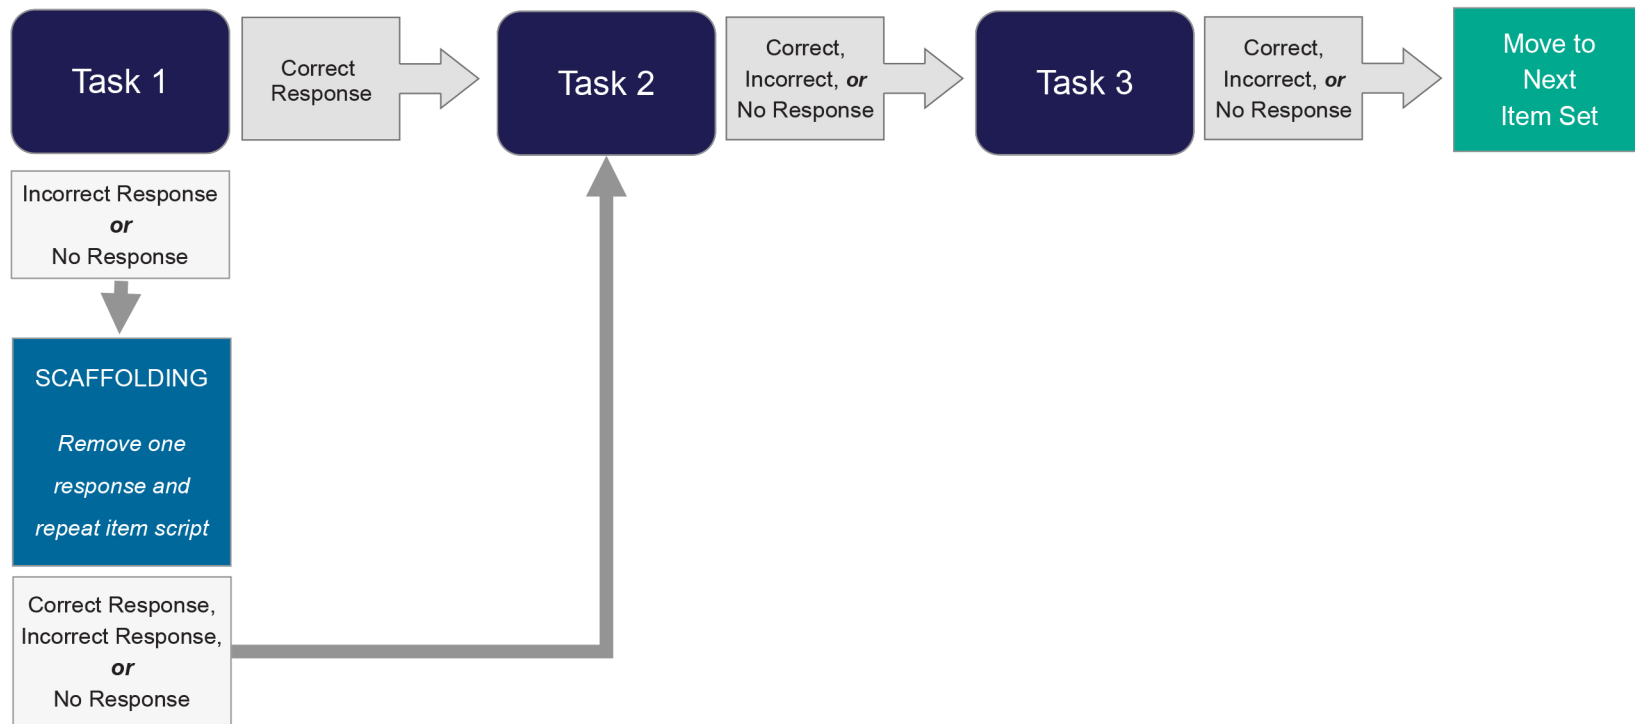 Task 1
Correct
Response
Task 2
Correct,
Incorrect, or
No Response
Task 3
Correct,
Incorrect, or
No Response
Move to
Next
Item Set
Incorrect Response
or
No Response
SCAFFOLDING
Remove one
response and
repeat item script
Correct Response,
Incorrect Response,
or
No Response